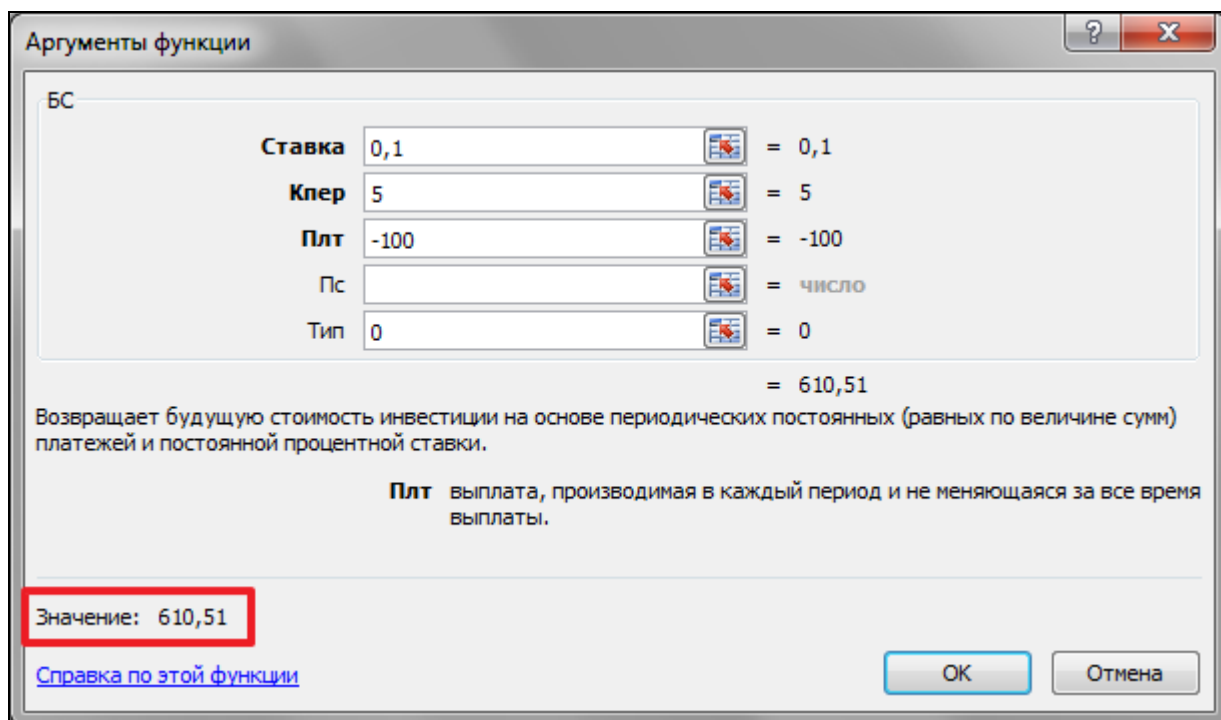 Аргументы функции
БС
Ставка 0,1 = 0,1
Кпер 5 = 5
Плт -100 = -100
Пс = число
Тип 0 = 0
= 610,51
Возвращает будущую стоимость инвестиции на основе периодических постоянных (равных по величине сумм)
платежей и постоянной процентной ставки.
Плт выплата, производимая в каждый период и не меняющаяся за все время
выплаты.
Значение: 610,51
Справка по этой функции
ОК
Отмена